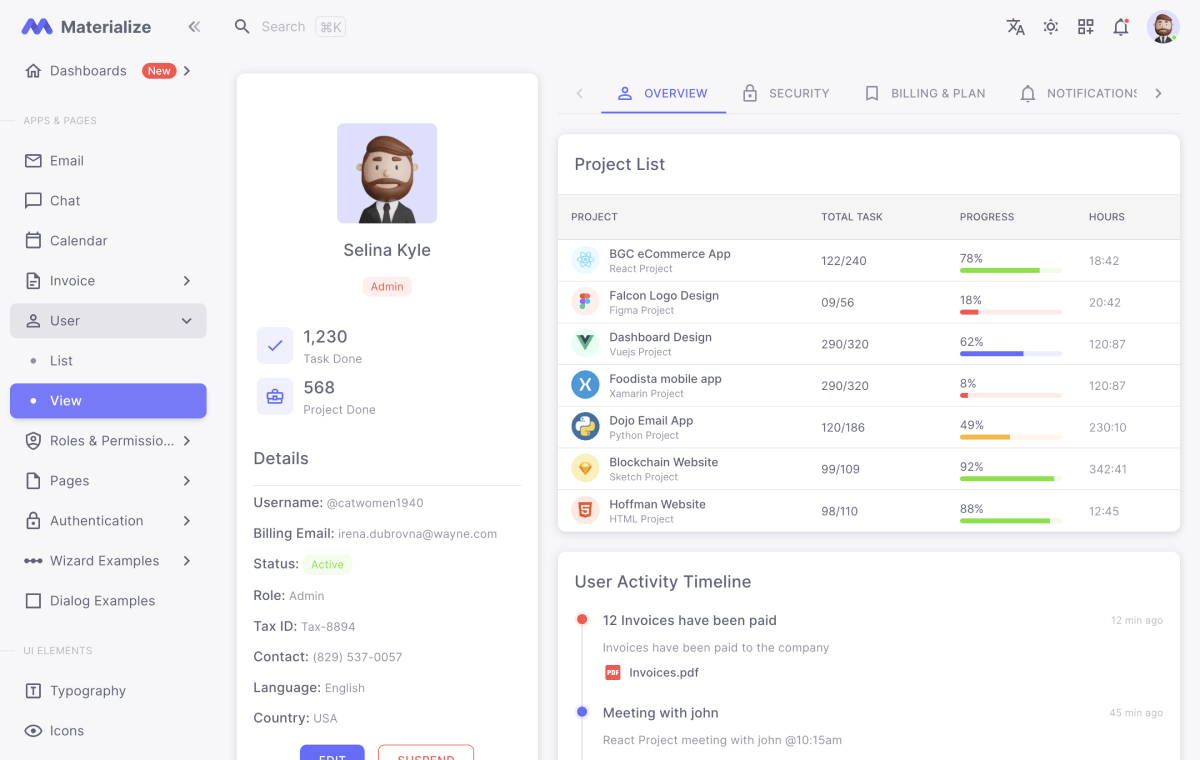 Materialize
Search ⌘K
Dashboards New
APPS & PAGES
Email
Chat
Calendar
Invoice
User
List
View
Roles & Permissio...
Pages
Authentication
Wizard Examples
Dialog Examples
UI ELEMENTS
Typography
Icons
Selina Kyle
Admin
1,230
Task Done
568
Project Done
Details
Username: @catwomen1940
Billing Email: irena.dubrovna@wayne.com
Status: Active
Role: Admin
Tax ID: Tax-8894
Contact: (829) 537-0057
Language: English
Country: USA
EDIT SUSPEND
OVERVIEW SECURITY BILLING & PLAN NOTIFICATIONS
Project List
PROJECT TOTAL TASK PROGRESS HOURS
BGC eCommerce App
React Project
122/240 78% 18:42
Falcon Logo Design
Figma Project
09/56 18% 20:42
Dashboard Design
Vuejs Project
290/320 62% 120:87
Foodista mobile app
Xamarin Project
290/320 8% 120:87
Dojo Email App
Python Project
120/186 49% 230:10
Blockchain Website
Sketch Project
99/109 92% 342:41
Hoffman Website
HTML Project
98/110 88% 12:45
User Activity Timeline
12 Invoices have been paid 12 min ago
Invoices have been paid to the company
PDF Invoices.pdf
Meeting with john 45 min ago
React Project meeting with john @10:15am